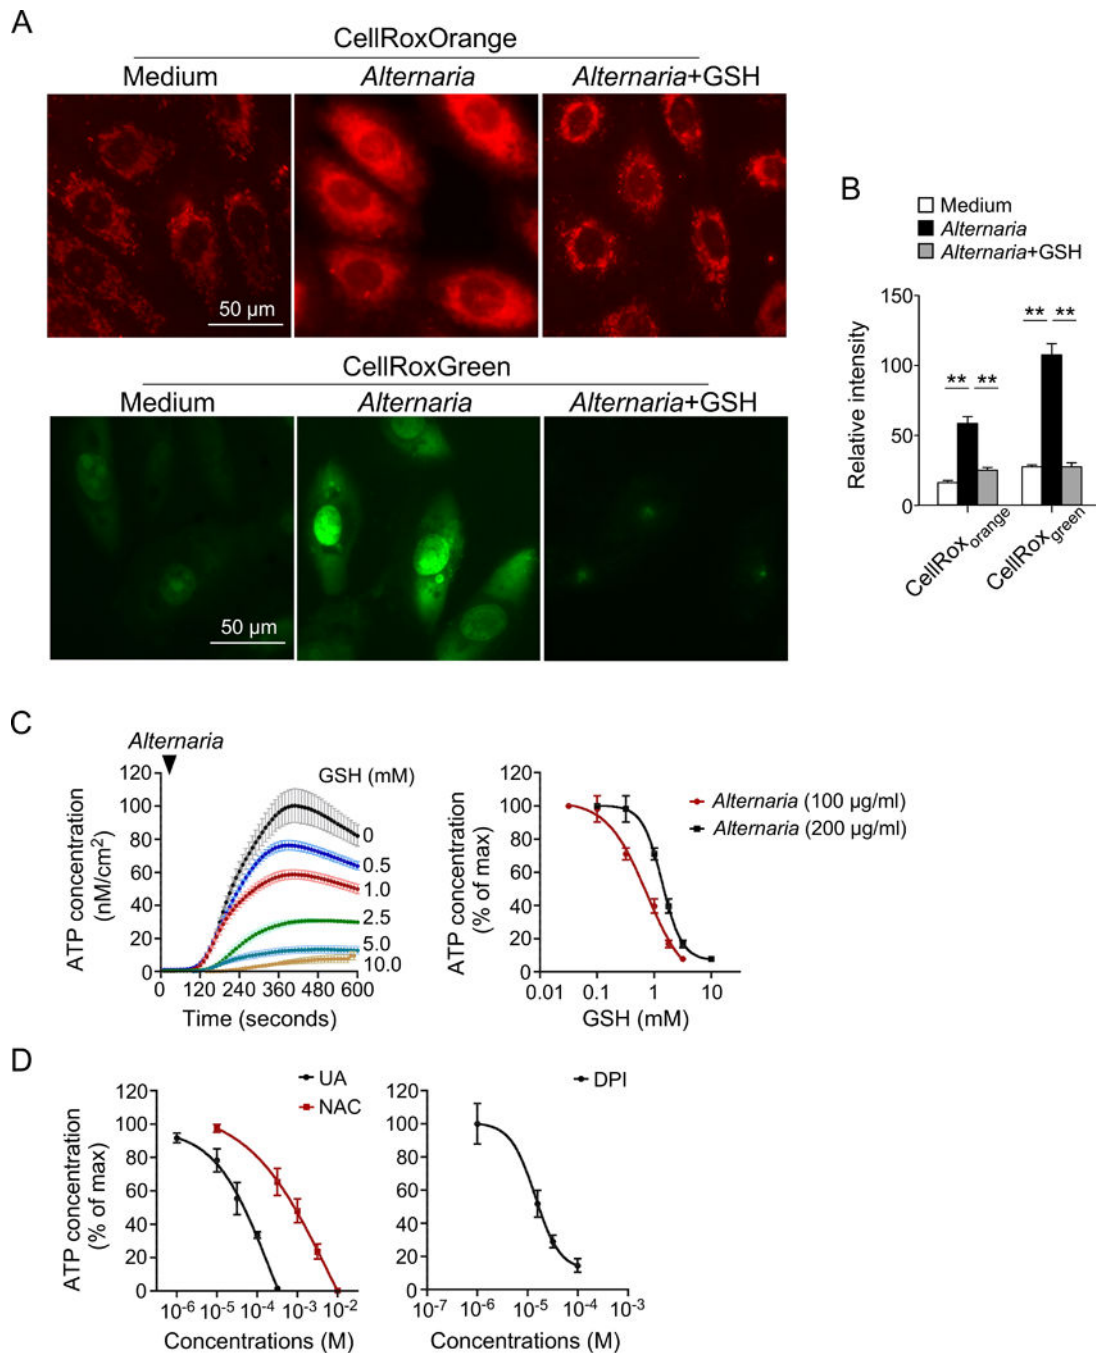 A
CellRoxOrange
Medium Alternaria Alternaria+GSH
50 µm
CellRoxGreen
Medium Alternaria Alternaria+GSH
50 µm
B
Medium
Alternaria
Alternaria+GSH
Relative intensity
150
100
50
0
** **
** **
CellRox orange
CellRox green
C
Alternaria
ATP concentration
(nM/cm²)
120
100
80
60
40
20
0
GSH (mM)
0
0.5
1.0
2.5
5.0
10.0
0 120 240 360 480 600
Time (seconds)
ATP concentration
(% of max)
120
100
80
60
40
20
0
0.01 0.1 1 10
GSH (mM)
Alternaria (100 µg/ml)
Alternaria (200 µg/ml)
D
UA
NAC
ATP concentration
(% of max)
120
100
80
60
40
20
0
10⁻⁶ 10⁻⁵ 10⁻⁴ 10⁻³ 10⁻²
Concentrations (M)
DPI
120
100
80
60
40
20
0
10⁻⁷ 10⁻⁶ 10⁻⁵ 10⁻⁴ 10⁻³
Concentrations (M)